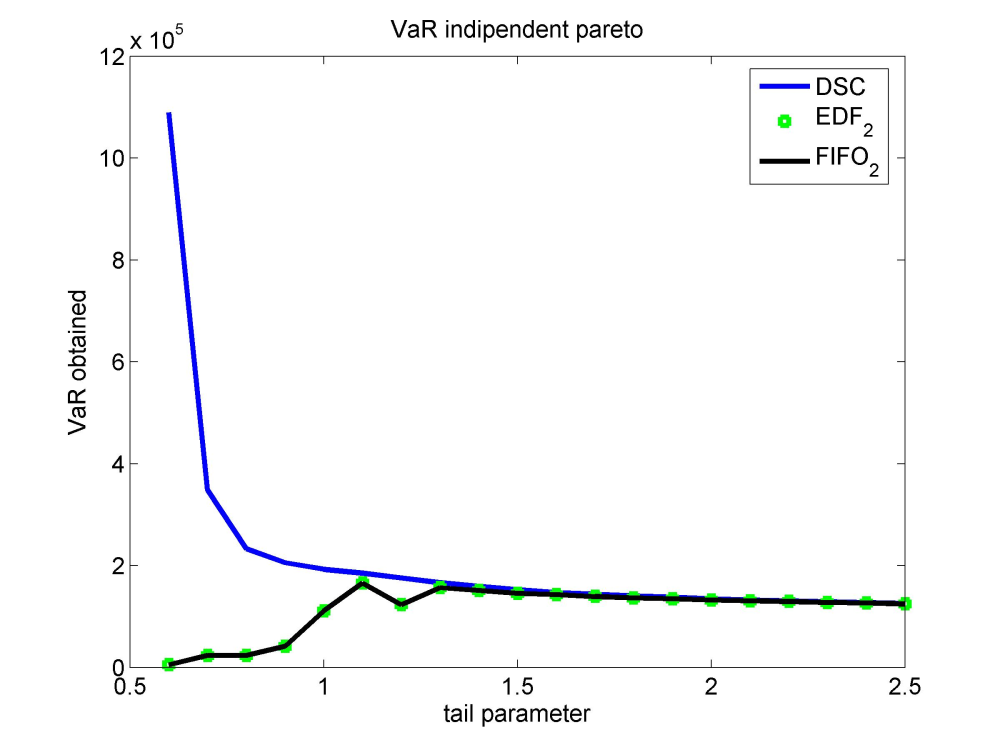 VaR indipendent pareto
x 10^5
12
10
8
6
4
2
0
VaR obtained
0.5 1 1.5 2 2.5
tail parameter
DSC
EDF_2
FIFO_2